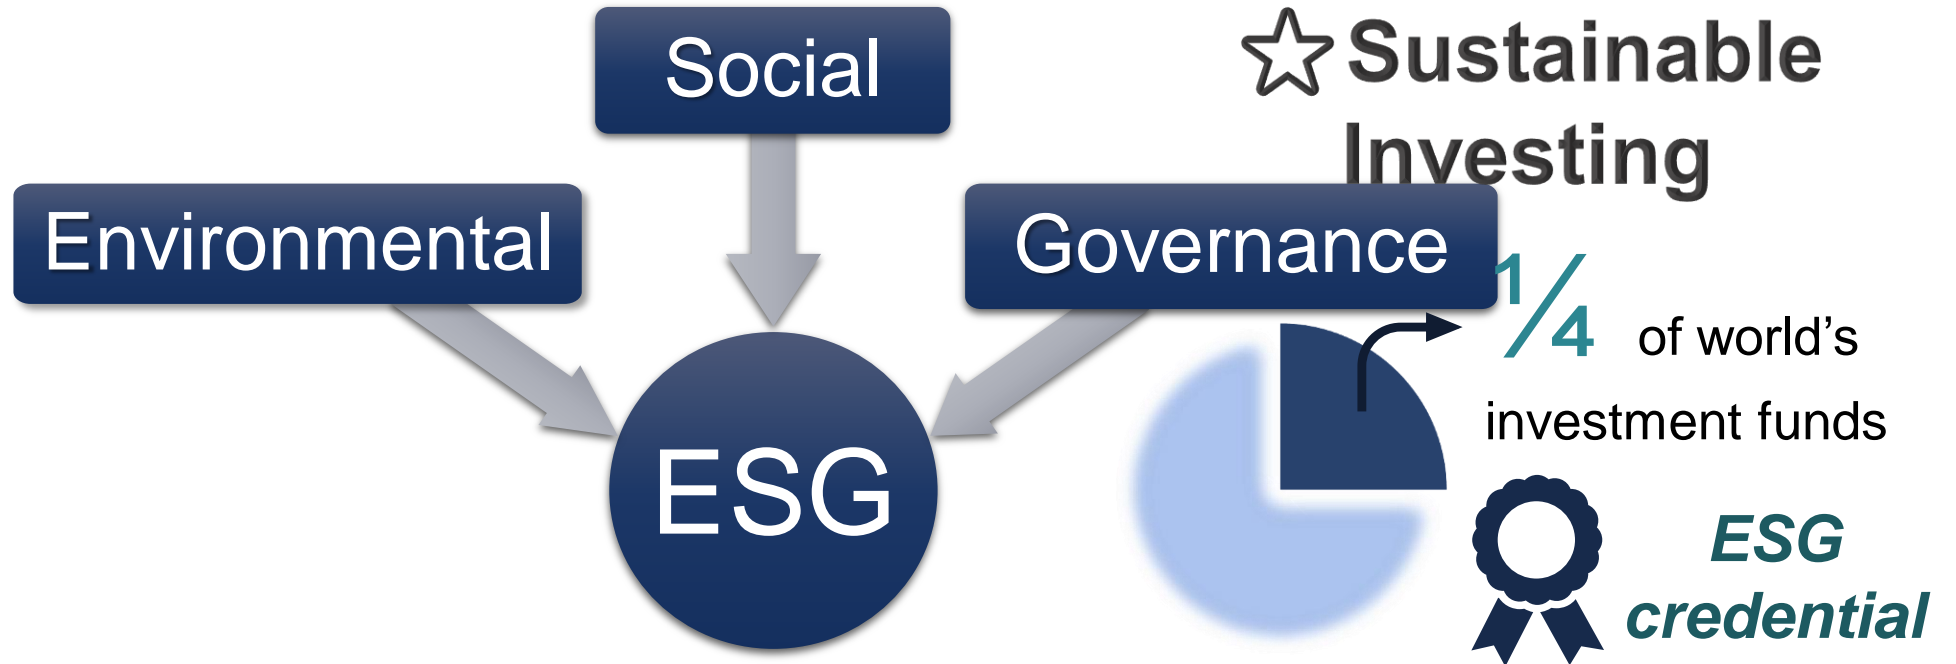 Social
Environmental
Governance
ESG
Sustainable
Investing
¼ of world’s
investment funds
ESG
credential